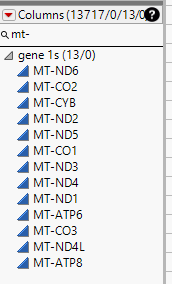 Columns (13717/0/13/0
?
mt-
gene 1s (13/0)
MT-ND6
MT-CO2
MT-CYB
MT-ND2
MT-ND5
MT-CO1
MT-ND3
MT-ND4
MT-ND1
MT-ATP6
MT-CO3
MT-ND4L
MT-ATP8